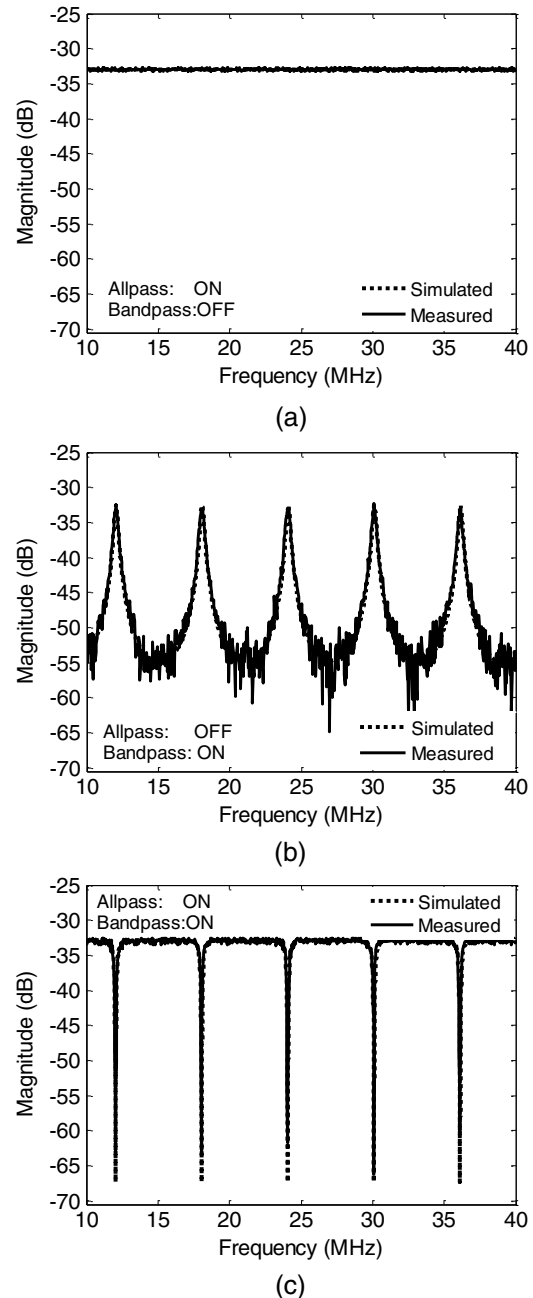 -25
-30
-35
-40
-45
-50
-55
-60
-65
-70
Magnitude (dB)
Allpass: ON
Bandpass:OFF
Simulated
Measured
10 15 20 25 30 35 40
Frequency (MHz)
(a)
-25
-30
-35
-40
-45
-50
-55
-60
-65
-70
Magnitude (dB)
Allpass: OFF
Bandpass: ON
Simulated
Measured
10 15 20 25 30 35 40
Frequency (MHz)
(b)
-25
-30
-35
-40
-45
-50
-55
-60
-65
-70
Magnitude (dB)
Allpass: ON
Bandpass:ON
Simulated
Measured
10 15 20 25 30 35 40
Frequency (MHz)
(c)